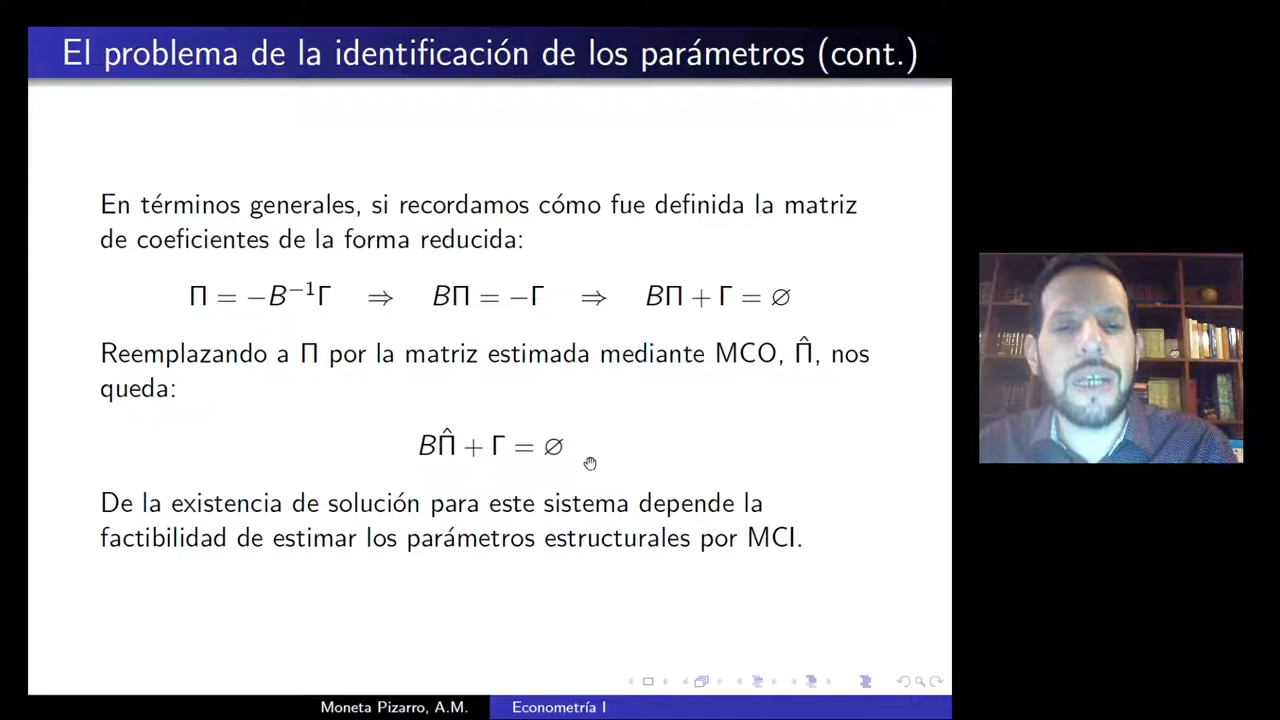 El problema de la identificación de los parámetros (cont.)
En términos generales, si recordamos cómo fue definida la matriz
de coeficientes de la forma reducida:
Π = −B⁻¹Γ ⇒ BΠ = −Γ ⇒ BΠ + Γ = ∅
Reemplazando a Π por la matriz estimada mediante MCO, Π̂, nos
queda:
BΠ̂ + Γ = ∅
De la existencia de solución para este sistema depende la
factibilidad de estimar los parámetros estructurales por MCI.
Moneta Pizarro, A.M. Econometría I